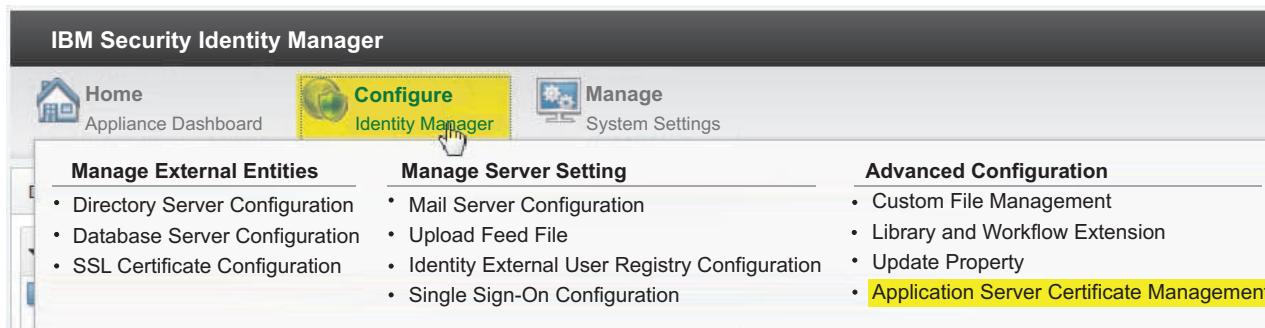 IBM Security Identity Manager
Home
Appliance Dashboard
Configure
Identity Manager
Manage
System Settings
Manage External Entities
• Directory Server Configuration
• Database Server Configuration
• SSL Certificate Configuration
Manage Server Setting
• Mail Server Configuration
• Upload Feed File
• Identity External User Registry Configuration
• Single Sign-On Configuration
Advanced Configuration
• Custom File Management
• Library and Workflow Extension
• Update Property
• Application Server Certificate Management